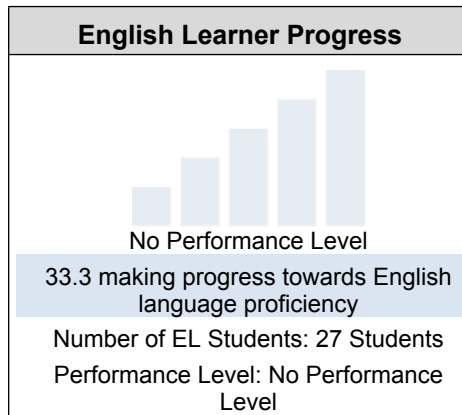 English Learner Progress
No Performance Level
33.3 making progress towards English
language proficiency
Number of EL Students: 27 Students
Performance Level: No Performance
Level